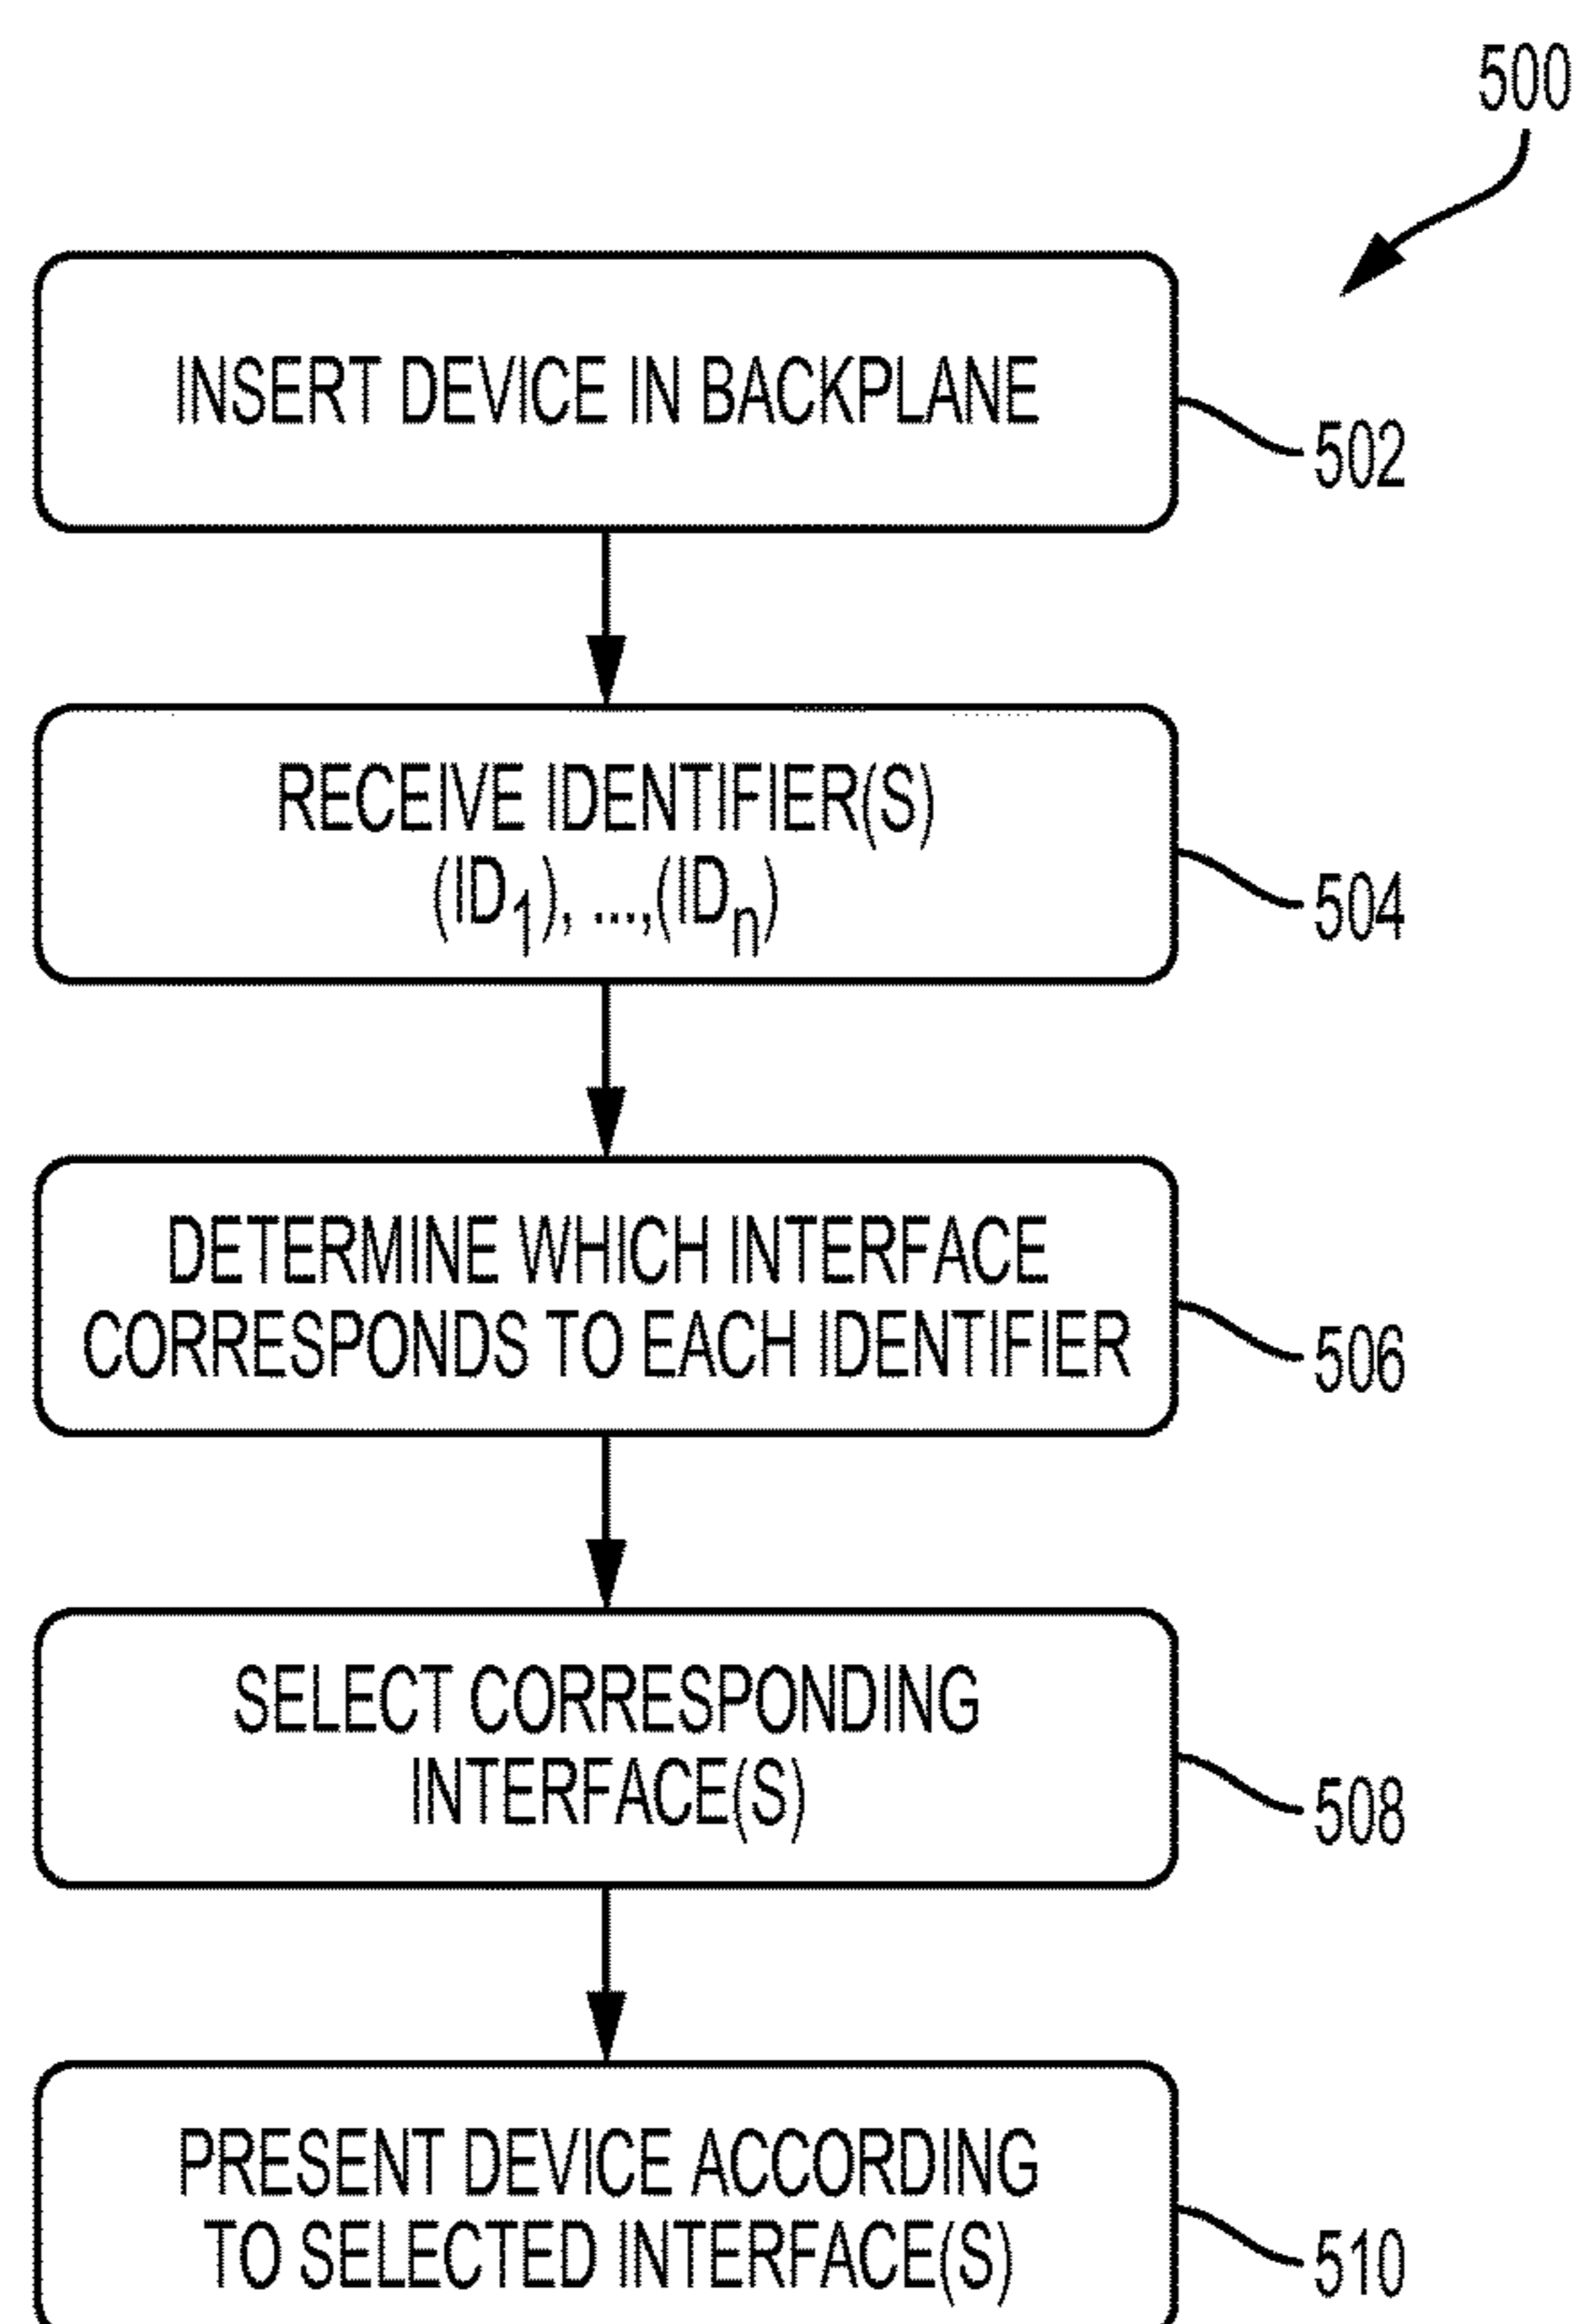 500
INSERT DEVICE IN BACKPLANE
502
RECEIVE IDENTIFIER(S)
(ID1), ...,(IDn)
504
DETERMINE WHICH INTERFACE
CORRESPONDS TO EACH IDENTIFIER
506
SELECT CORRESPONDING
INTERFACE(S)
508
PRESENT DEVICE ACCORDING
TO SELECTED INTERFACE(S)
510